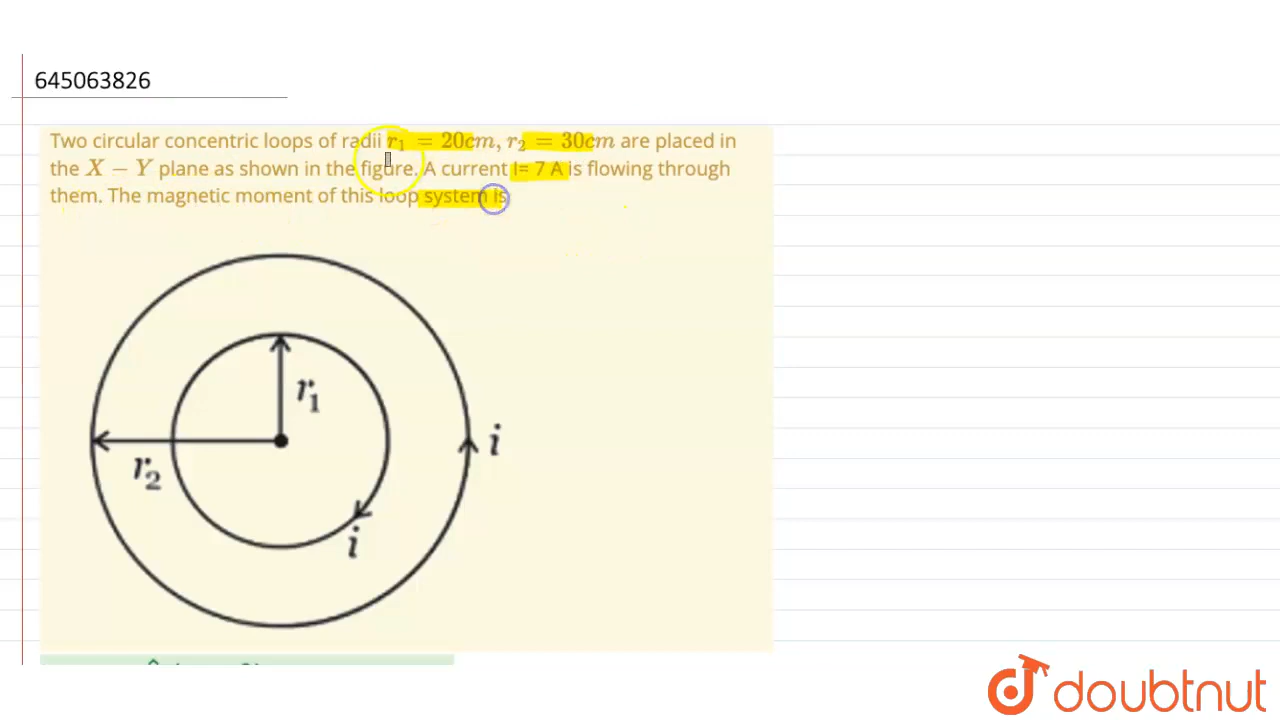 645063826
Two circular concentric loops of radii r₁ = 20cm, r₂ = 30cm are placed in
the X − Y plane as shown in the figure. A current I= 7 A is flowing through
them. The magnetic moment of this loop system is
r₁
i
r₂
i
doubtnut